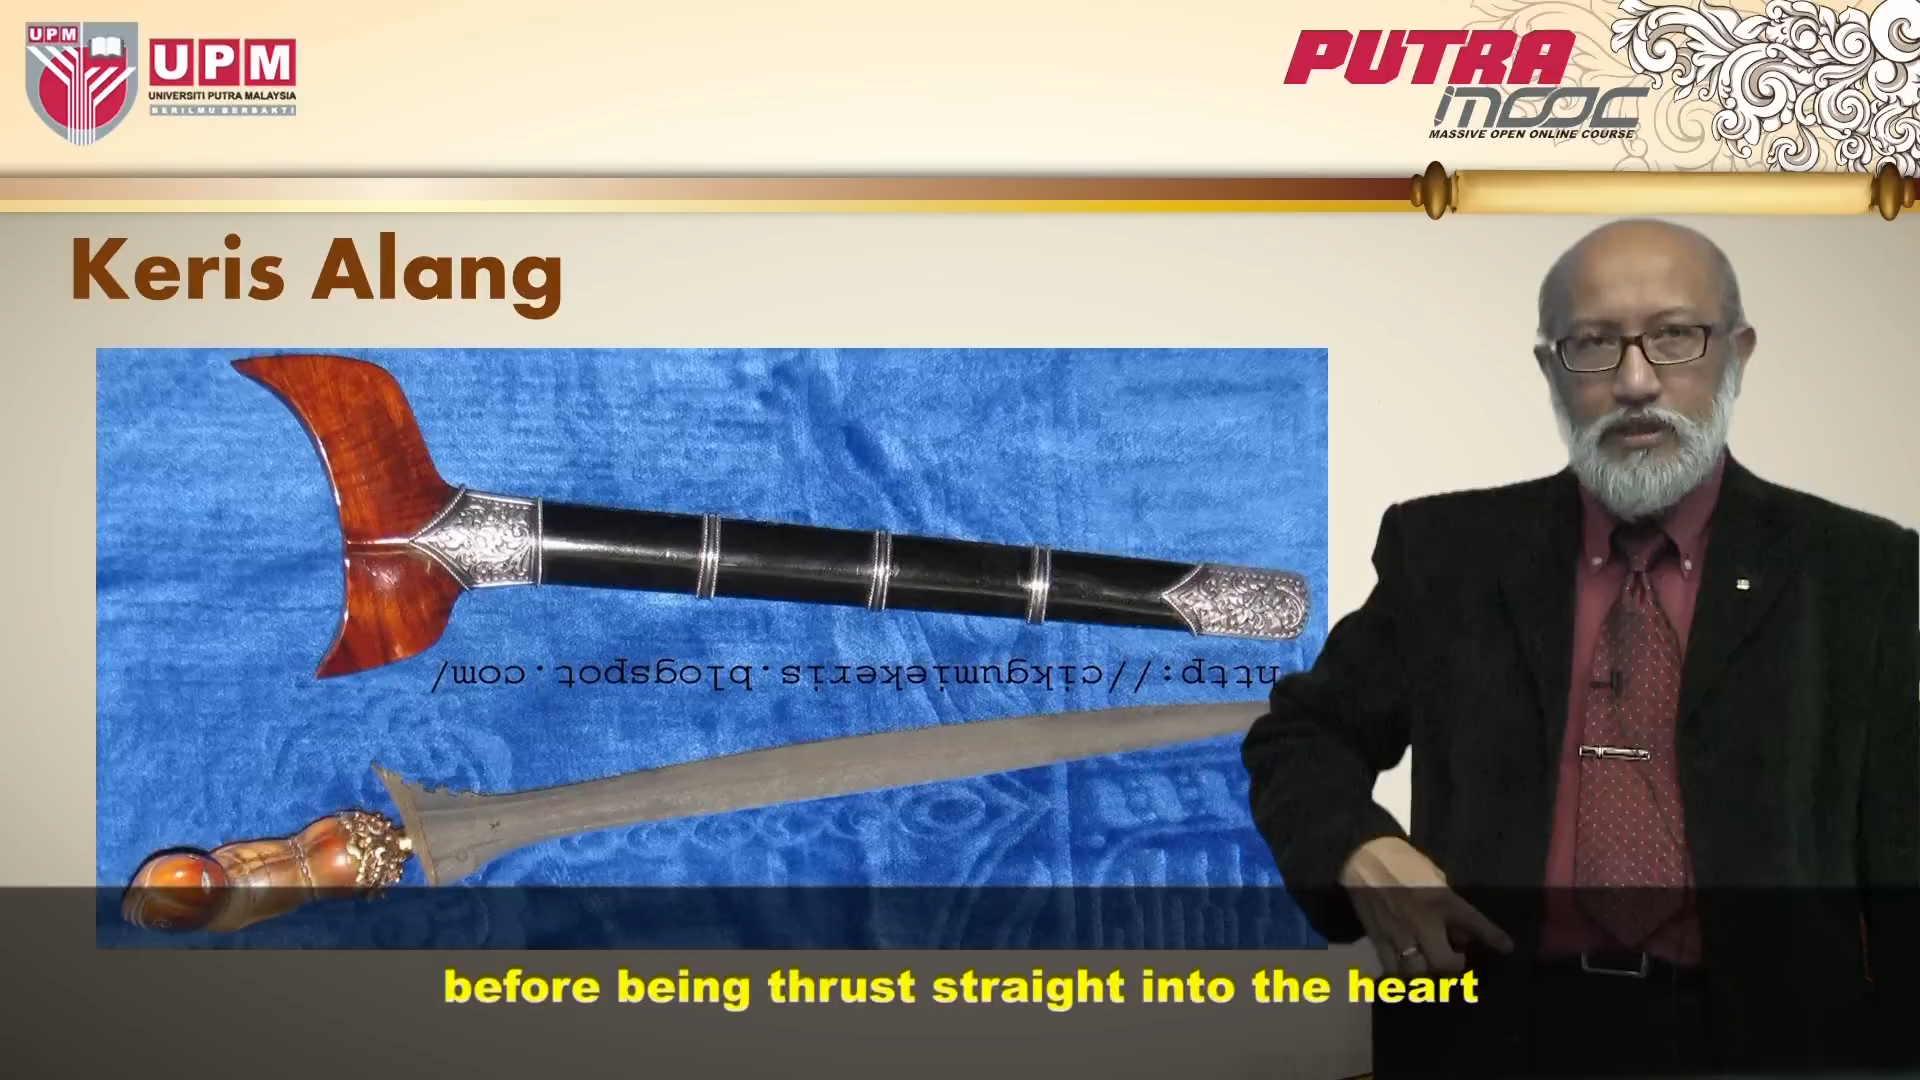 UPM
UPM
UNIVERSITI PUTRA MALAYSIA
BERILMU BERBAKTI
PUTRA
mooc
MASSIVE OPEN ONLINE COURSE
Keris Alang
http://cikgumiekeris.blogspot.com/
before being thrust straight into the heart